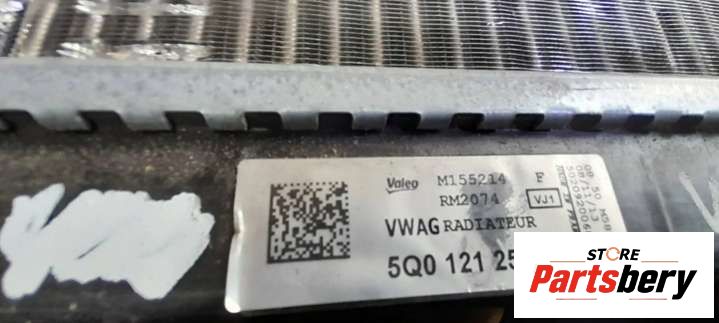 Valeo M155214 F
RM2074 VJ1
VWAG RADIATEUR
5Q0 121 25
STORE
Partsbery